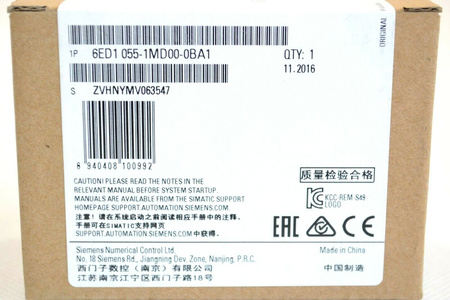 ORIGINAL
1P 6ED1 055-1MD00-0BA1 QTY: 1
11.2016
S ZVHNYMV063547
8 940408 100992
CAUTION! PLEASE READ THE NOTES IN THE
RELEVANT MANUAL BEFORE SYSTEM STARTUP.
MANUALS ARE AVAILABLE FROM THE SIMATIC SUPPORT
HOMEPAGE SUPPORT.AUTOMATION.SIEMENS.COM
注意! 请在系统启动之前阅读相应手册中的注释。
手册可在SIMATIC支持网页
SUPPORT.AUTOMATION.SIEMENS.COM 中获得。
质量检验合格
KCC-REM-S49
LOGO
EAC CE
Siemens Numerical Control Ltd.
No. 18 Siemens Rd., Jiangning Dev. Zone, Nanjing, P.R.C.
西门子数控（南京）有限公司
江苏南京江宁区西门子路18号
中国制造